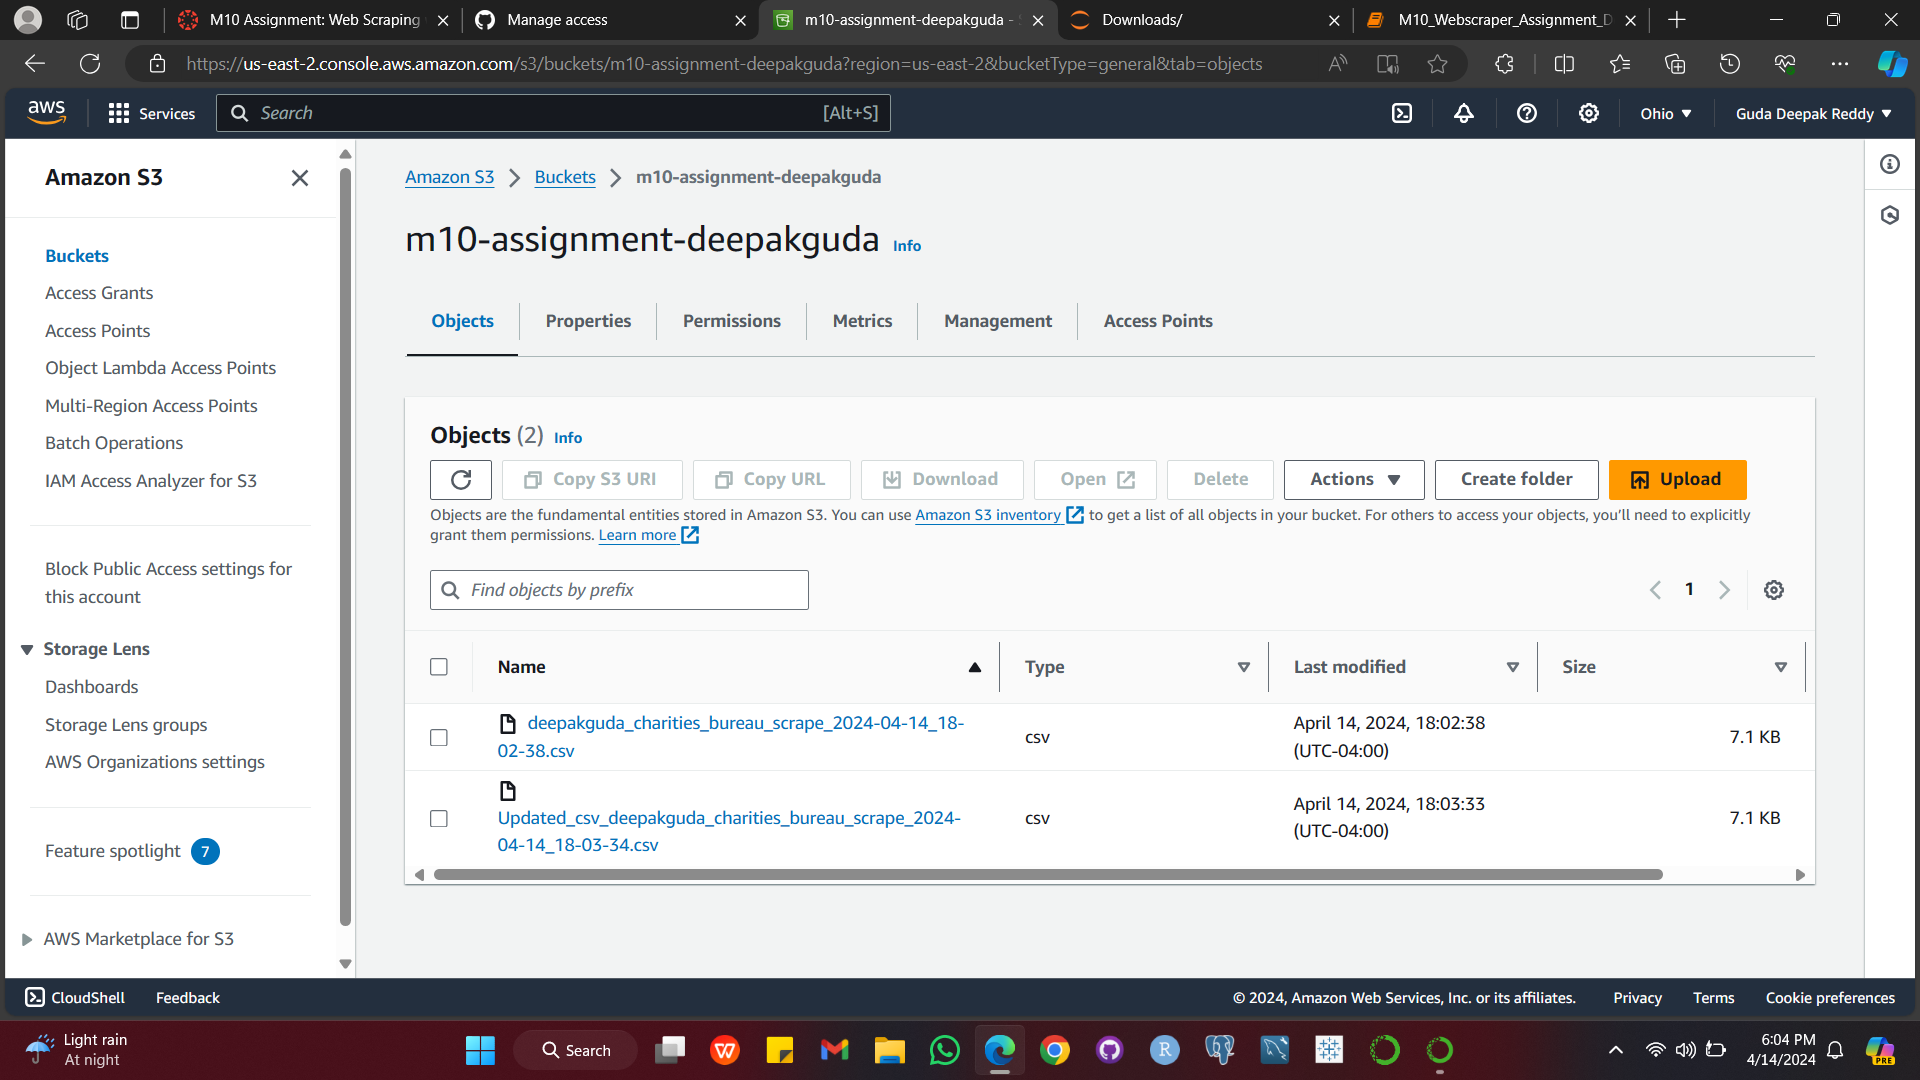 M10 Assignment: Web Scraping
Manage access
m10-assignment-deepakguda -
Downloads/
M10_Webscraper_Assignment_D
https://us-east-2.console.aws.amazon.com/s3/buckets/m10-assignment-deepakguda?region=us-east-2&bucketType=general&tab=objects
aws
Services
Search
[Alt+S]
Ohio
Guda Deepak Reddy
Amazon S3
Buckets
Access Grants
Access Points
Object Lambda Access Points
Multi-Region Access Points
Batch Operations
IAM Access Analyzer for S3
Block Public Access settings for
this account
Storage Lens
Dashboards
Storage Lens groups
AWS Organizations settings
Feature spotlight 7
AWS Marketplace for S3
Amazon S3 > Buckets > m10-assignment-deepakguda
m10-assignment-deepakguda Info
Objects
Properties
Permissions
Metrics
Management
Access Points
Objects (2) Info
Copy S3 URI
Copy URL
Download
Open
Delete
Actions
Create folder
Upload
Objects are the fundamental entities stored in Amazon S3. You can use Amazon S3 inventory to get a list of all objects in your bucket. For others to access your objects, you'll need to explicitly
grant them permissions. Learn more
Find objects by prefix
1
Name
Type
Last modified
Size
deepakguda_charities_bureau_scrape_2024-04-14_18-
02-38.csv
csv
April 14, 2024, 18:02:38
(UTC-04:00)
7.1 KB
Updated_csv_deepakguda_charities_bureau_scrape_2024-
04-14_18-03-34.csv
csv
April 14, 2024, 18:03:33
(UTC-04:00)
7.1 KB
CloudShell
Feedback
© 2024, Amazon Web Services, Inc. or its affiliates.
Privacy
Terms
Cookie preferences
Light rain
At night
Search
W
R
6:04 PM
4/14/2024
PRE